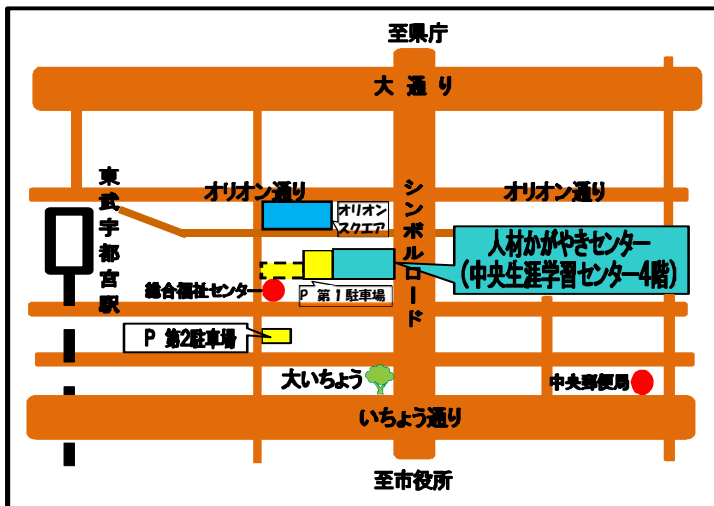 至県庁
大通り
東武宇都宮駅
オリオン通り
シンボルロード
オリオン通り
オリオン
スクエア
人材かがやきセンター
(中央生涯学習センター4階)
総合福祉センター
P 第1駐車場
P 第2駐車場
大いちょう
中央郵便局
いちょう通り
至市役所